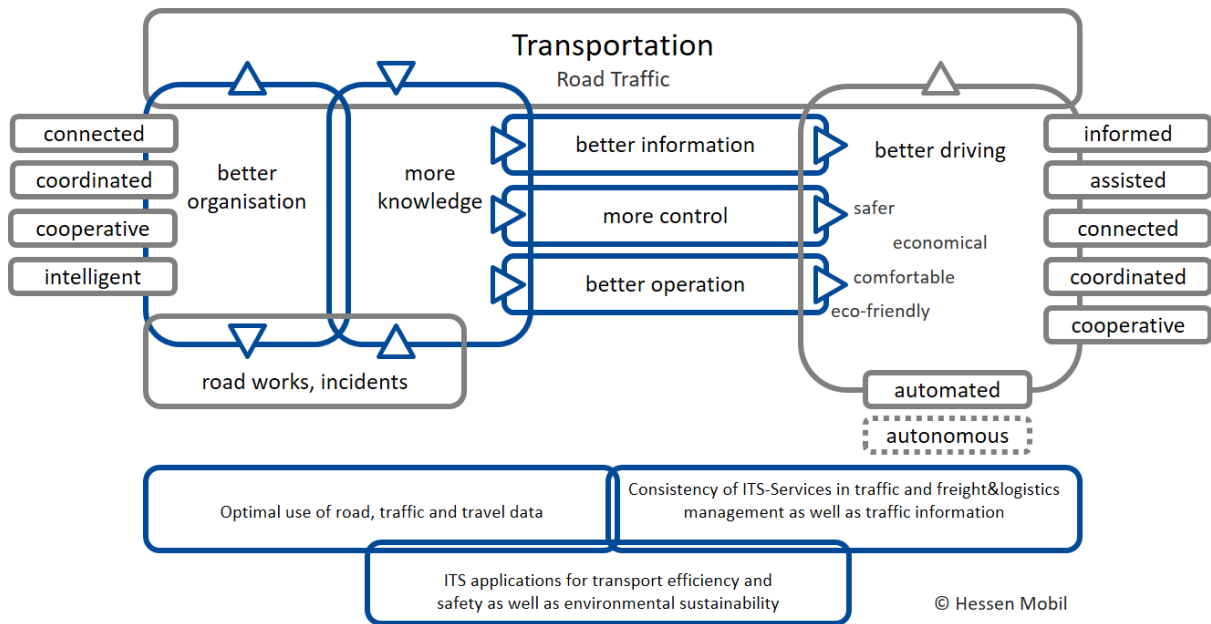 Transportation
Road Traffic
connected
coordinated
cooperative
intelligent
better
organisation
more
knowledge
better information
more control
better operation
better driving
safer
economical
comfortable
eco-friendly
informed
assisted
connected
coordinated
cooperative
road works, incidents
automated
autonomous
Optimal use of road, traffic and travel data
Consistency of ITS-Services in traffic and freight&logistics
management as well as traffic information
ITS applications for transport efficiency and
safety as well as environmental sustainability
© Hessen Mobil